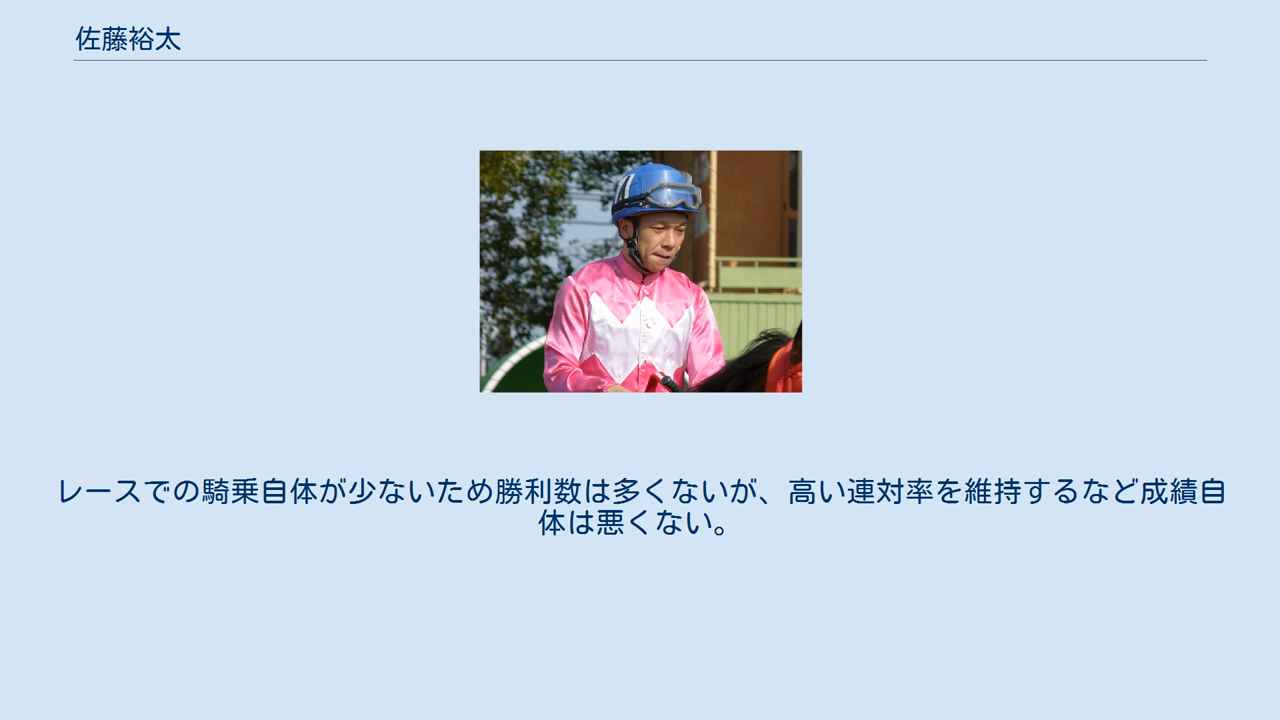 佐藤裕太
レースでの騎乗自体が少ないため勝利数は多くないが、高い連対率を維持するなど成績自
体は悪くない。